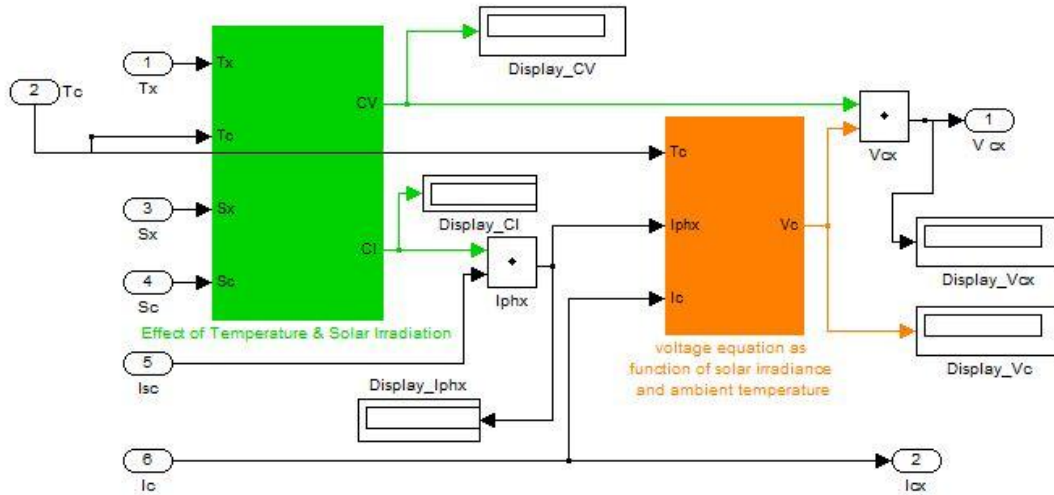 Display_CV
1
Tx
Tx
2
Tc
CV
Tc
1
V cx
Vcx
Tc
3
Sx
Sx
Display_CI
Iphx
Vc
CI
Display_Vcx
4
Sc
Sc
Iphx
Ic
Effect of Temperature & Solar Irradiation
5
Isc
voltage equation as
function of solar irradiance
and ambient temperature
Display_Vc
Display_Iphx
6
Ic
2
Icx